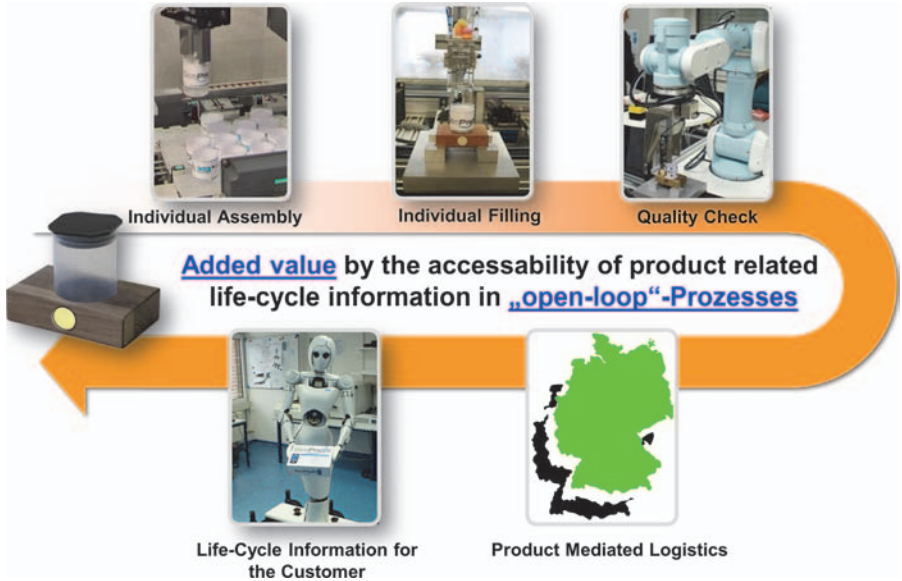 Individual Assembly
Individual Filling
Quality Check
Added value by the accessability of product related
life-cycle information in „open-loop“-Prozesses
Life-Cycle Information for
the Customer
Product Mediated Logistics